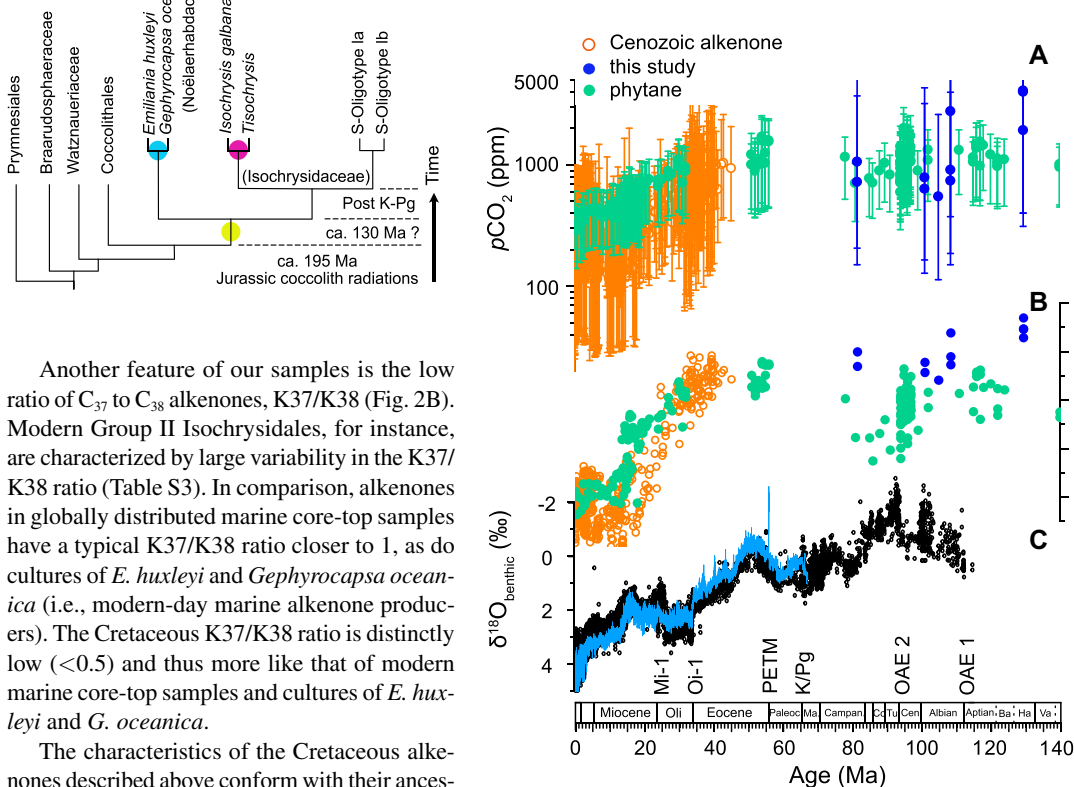 Prymnesiales
Braarudosphaeraceae
Watznaueriaceae
Coccolithales
Emiliania huxleyi
Gephyrocapsa oce
(Noëlaerhabdac
Isochrysis galbana
Tisochrysis
S-Oligotype Ia
S-Oligotype Ib
(Isochrysidaceae)
Post K-Pg
ca. 130 Ma ?
ca. 195 Ma
Jurassic coccolith radiations
Time
Another feature of our samples is the low
ratio of C37 to C38 alkenones, K37/K38 (Fig. 2B).
Modern Group II Isochrysidales, for instance,
are characterized by large variability in the K37/
K38 ratio (Table S3). In comparison, alkenones
in globally distributed marine core-top samples
have a typical K37/K38 ratio closer to 1, as do
cultures of E. huxleyi and Gephyrocapsa ocean-
ica (i.e., modern-day marine alkenone produc-
ers). The Cretaceous K37/K38 ratio is distinctly
low (<0.5) and thus more like that of modern
marine core-top samples and cultures of E. hux-
leyi and G. oceanica.
The characteristics of the Cretaceous alke-
nones described above conform with their ances-
Cenozoic alkenone
this study
phytane
A
5000
1000
100
pCO2 (ppm)
B
C
-2
0
2
4
δ18Obenthic (‰)
Mi-1
Oi-1
PETM
K/Pg
OAE 2
OAE 1
Miocene
Oli
Eocene
Paleoc
Ma
Campan
Co
Tu
Cen
Albian
Aptian
Ba
Ha
Va
0
20
40
60
80
100
120
140
Age (Ma)